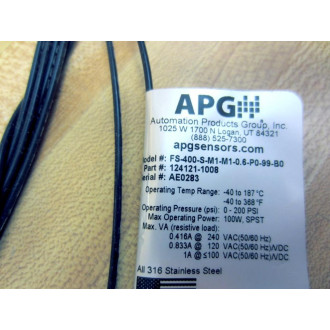 APG
Automation Products Group, Inc.
1025 W 1700 N Logan, UT 84321
(888) 525-7300
apgsensors.com
Model #: FS-400-S-M1-M1-0.6-P0-99-B0
Part #: 124121-1008
Serial #: AE0283
Operating Temp Range: -40 to 187°C
-40 to 368°F
Operating Pressure (psi): 0 - 200 PSI
Max Operating Power: 100W, SPST
Max. VA (resistive load):
0.416A @ 240 VAC(50/60 Hz)
0.833A @ 120 VAC(50/60 Hz)/VDC
1A @ ≤100 VAC(50/60 Hz)/VDC
All 316 Stainless Steel